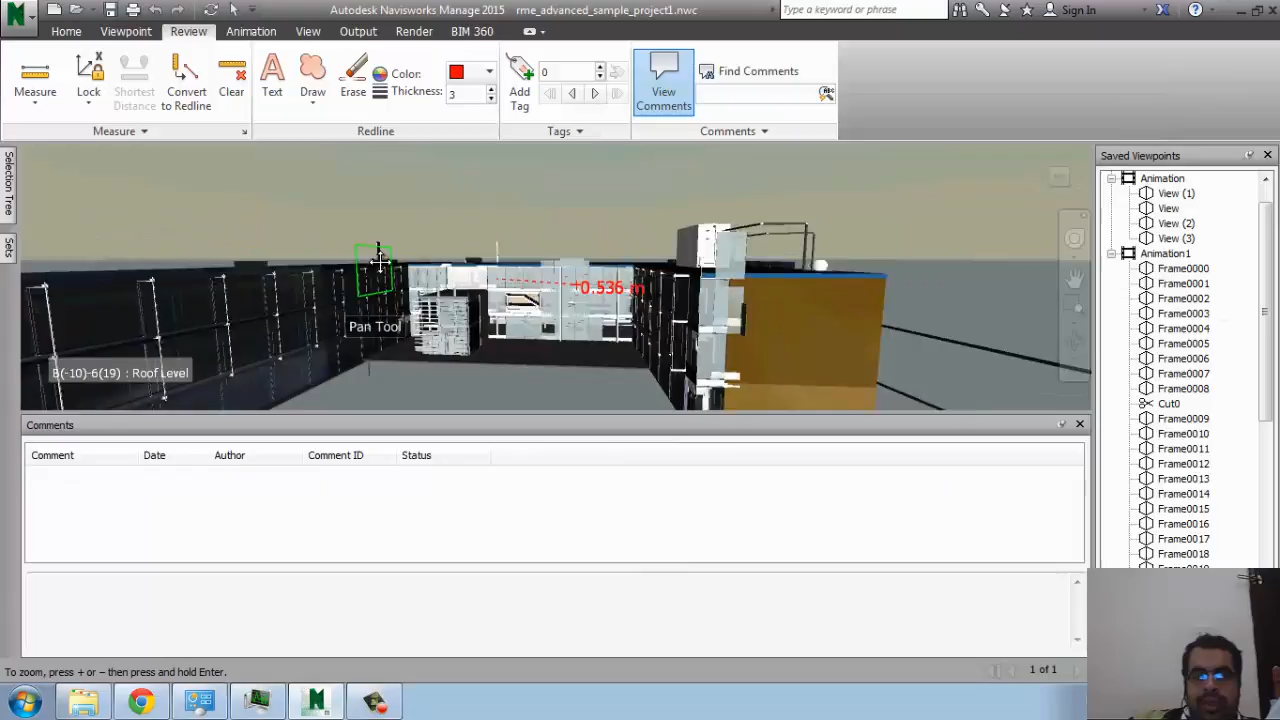 Autodesk Navisworks Manage 2015 rme_advanced_sample_project1.nwc
Type a keyword or phrase
Sign In
Home Viewpoint Review Animation View Output Render BIM 360
Measure
Lock
Shortest Distance
Convert to Redline
Clear
Text
Draw
Erase
Color:
Thickness: 3
Add Tag
0
View Comments
Find Comments
Measure
Redline
Tags
Comments
Selection Tree
Sets
0.536 m
Pan Tool
B(-10)-6(19) : Roof Level
Saved Viewpoints
Animation
View (1)
View
View (2)
View (3)
Animation1
Frame0000
Frame0001
Frame0002
Frame0003
Frame0004
Frame0005
Frame0006
Frame0007
Frame0008
Cut0
Frame0009
Frame0010
Frame0011
Frame0012
Frame0013
Frame0014
Frame0015
Frame0016
Frame0017
Frame0018
Comments
Comment Date Author Comment ID Status
To zoom, press + or – then press and hold Enter.
1 of 1